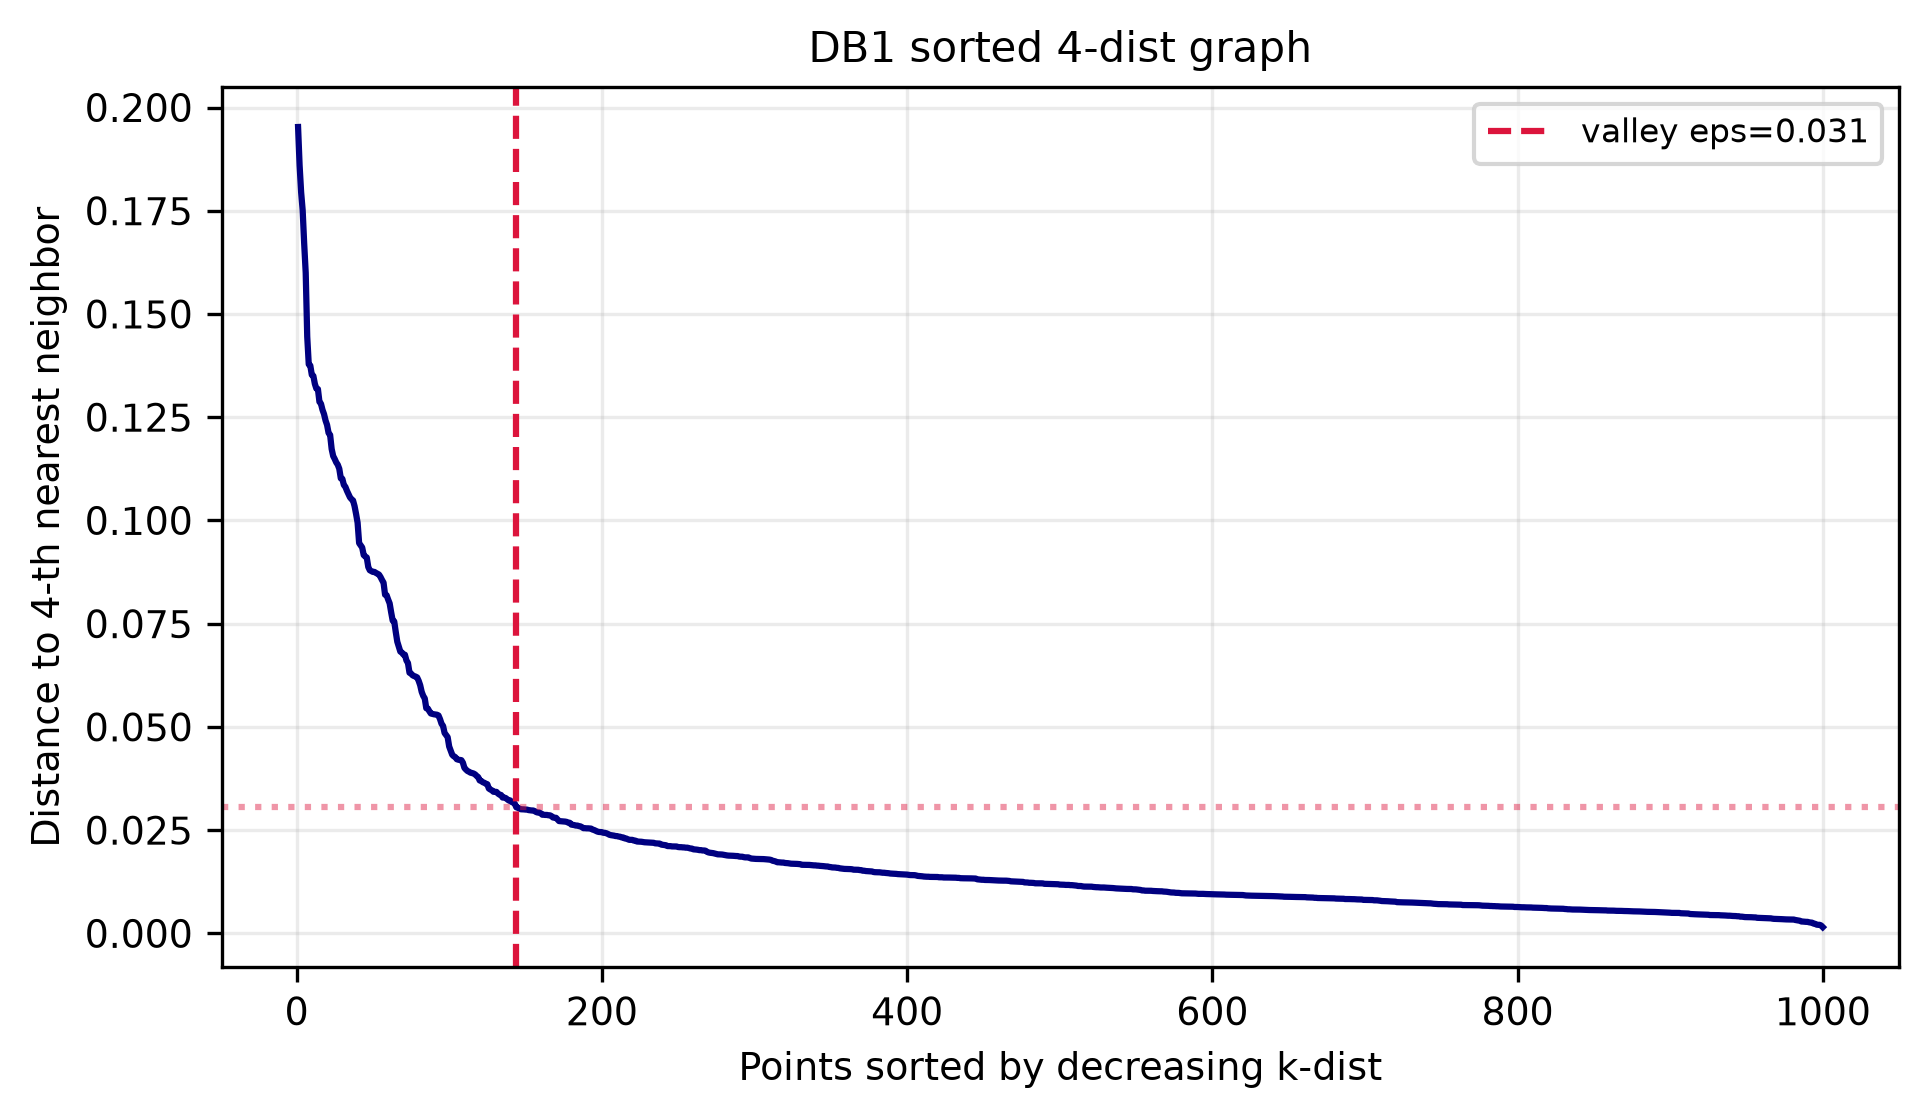 DB1 sorted 4-dist graph
valley eps=0.031
Distance to 4-th nearest neighbor
0.200
0.175
0.150
0.125
0.100
0.075
0.050
0.025
0.000
0 200 400 600 800 1000
Points sorted by decreasing k-dist